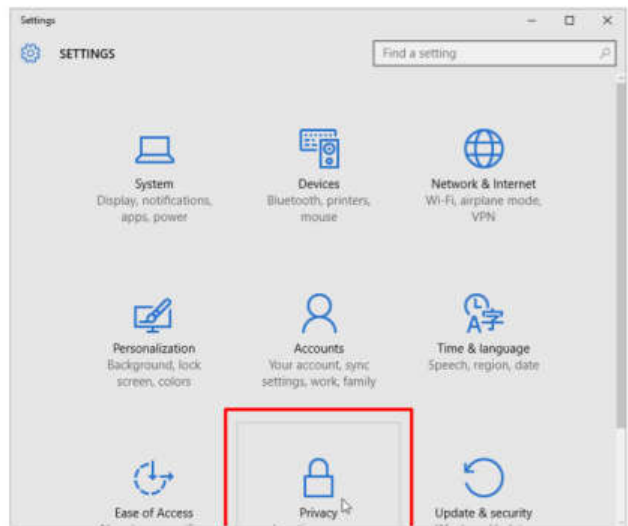 Settings
SETTINGS
Find a setting
System
Display, notifications,
apps, power
Devices
Bluetooth, printers,
mouse
Network & Internet
Wi-Fi, airplane mode,
VPN
Personalization
Background, lock
screen, colors
Accounts
Your account, sync
settings, work, family
A字
Time & language
Speech, region, date
Ease of Access
Privacy
Update & security